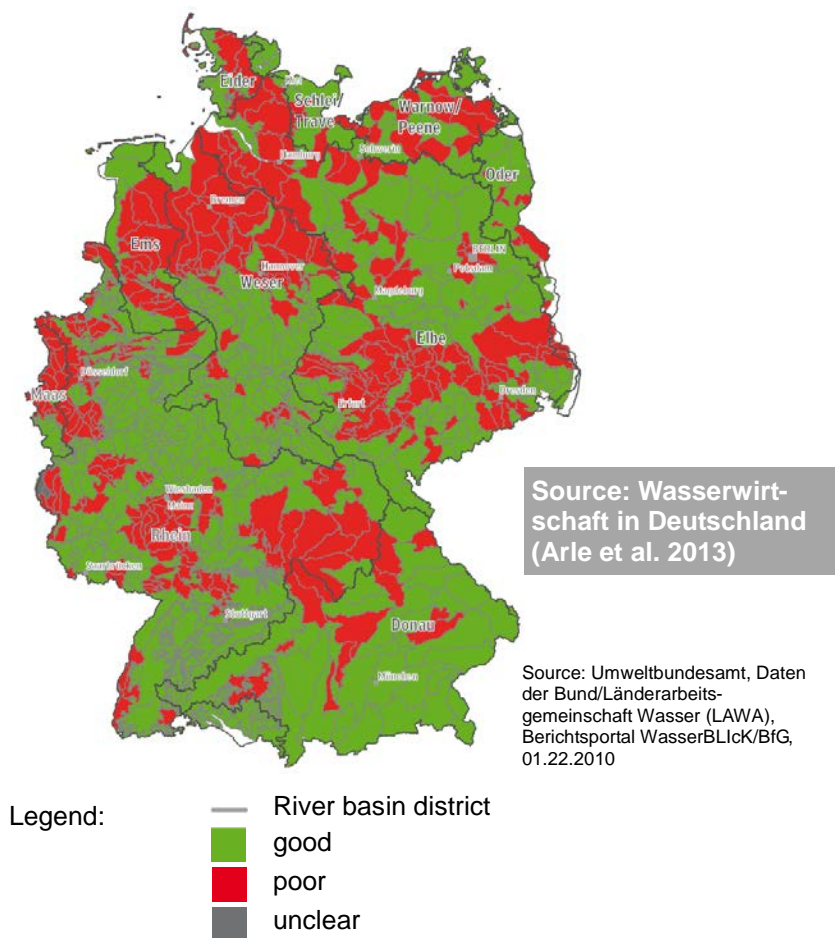 Eider
Kiel
Schlei/
Trave
Warnow/
Peene
Hamburg
Schwerin
Oder
Bremen
Ems
BERLIN
Potsdam
Hannover
Weser
Magdeburg
Elbe
Düsseldorf
Maas
Erfurt
Dresden
Wiesbaden
Mainz
Rhein
Saarbrücken
Stuttgart
Donau
München
Source: Wasserwirt-
schaft in Deutschland
(Arle et al. 2013)
Source: Umweltbundesamt, Daten
der Bund/Länderarbeits-
gemeinschaft Wasser (LAWA),
Berichtsportal WasserBLIcK/BfG,
01.22.2010
Legend:
River basin district
good
poor
unclear